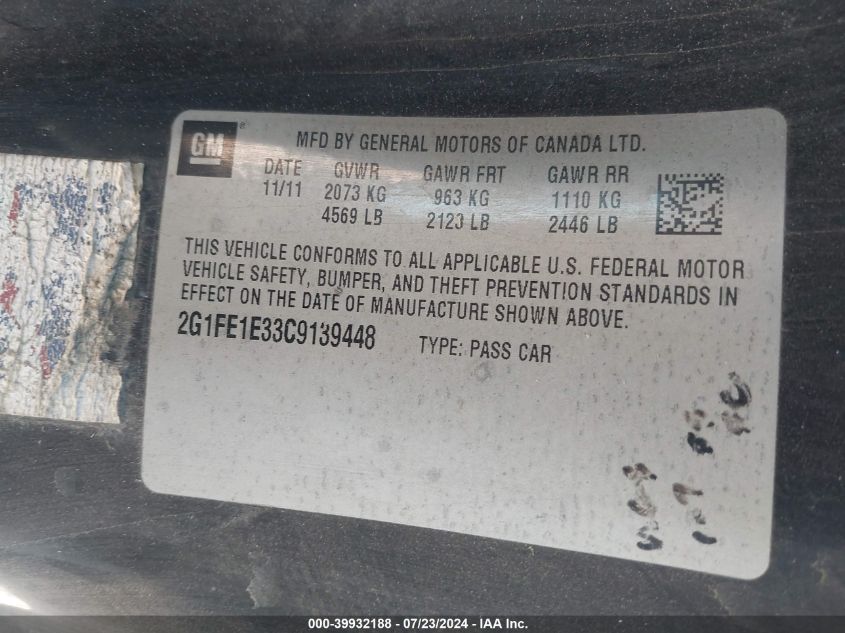 GM ®
MFD BY GENERAL MOTORS OF CANADA LTD.
DATE GVWR GAWR FRT GAWR RR
11/11 2073 KG 963 KG 1110 KG
4569 LB 2123 LB 2446 LB
THIS VEHICLE CONFORMS TO ALL APPLICABLE U.S. FEDERAL MOTOR
VEHICLE SAFETY, BUMPER, AND THEFT PREVENTION STANDARDS IN
EFFECT ON THE DATE OF MANUFACTURE SHOWN ABOVE.
2G1FE1E33C9139448 TYPE: PASS CAR
000-39932188 - 07/23/2024 - IAA Inc.